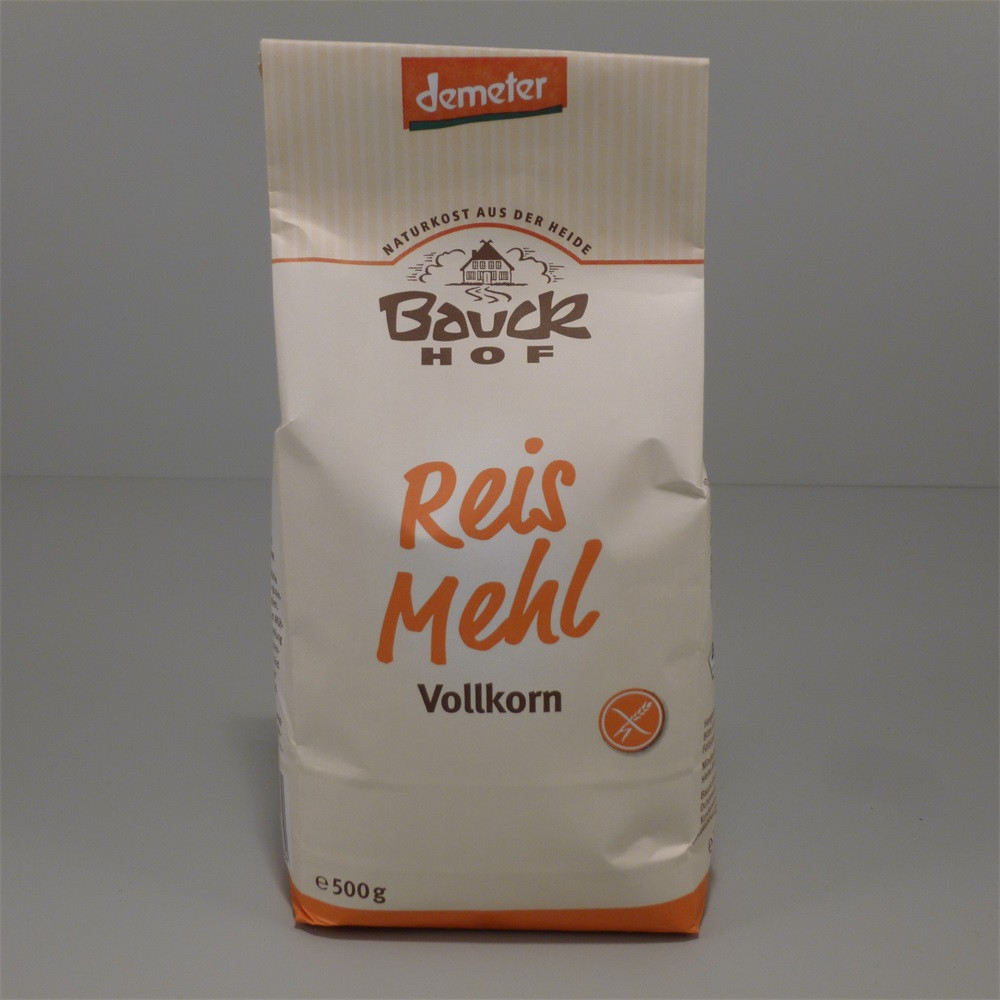 demeter
NATURKOST AUS DER HEIDE
Bauck
HOF
Reis
Mehl
Vollkorn
℮500g